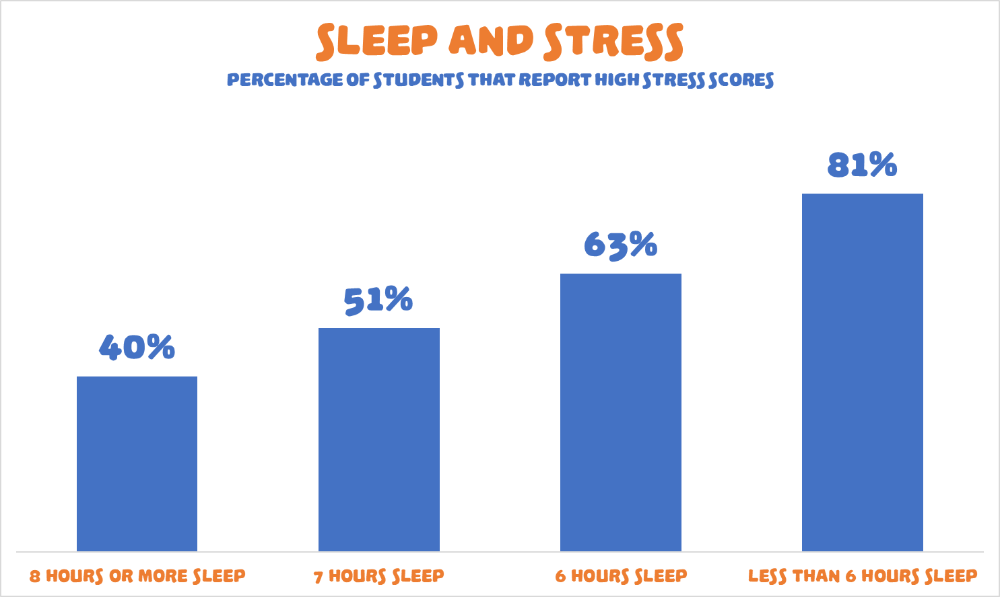 SLEEP AND STRESS
PERCENTAGE OF STUDENTS THAT REPORT HIGH STRESS SCORES
81%
63%
51%
40%
8 HOURS OR MORE SLEEP
7 HOURS SLEEP
6 HOURS SLEEP
LESS THAN 6 HOURS SLEEP